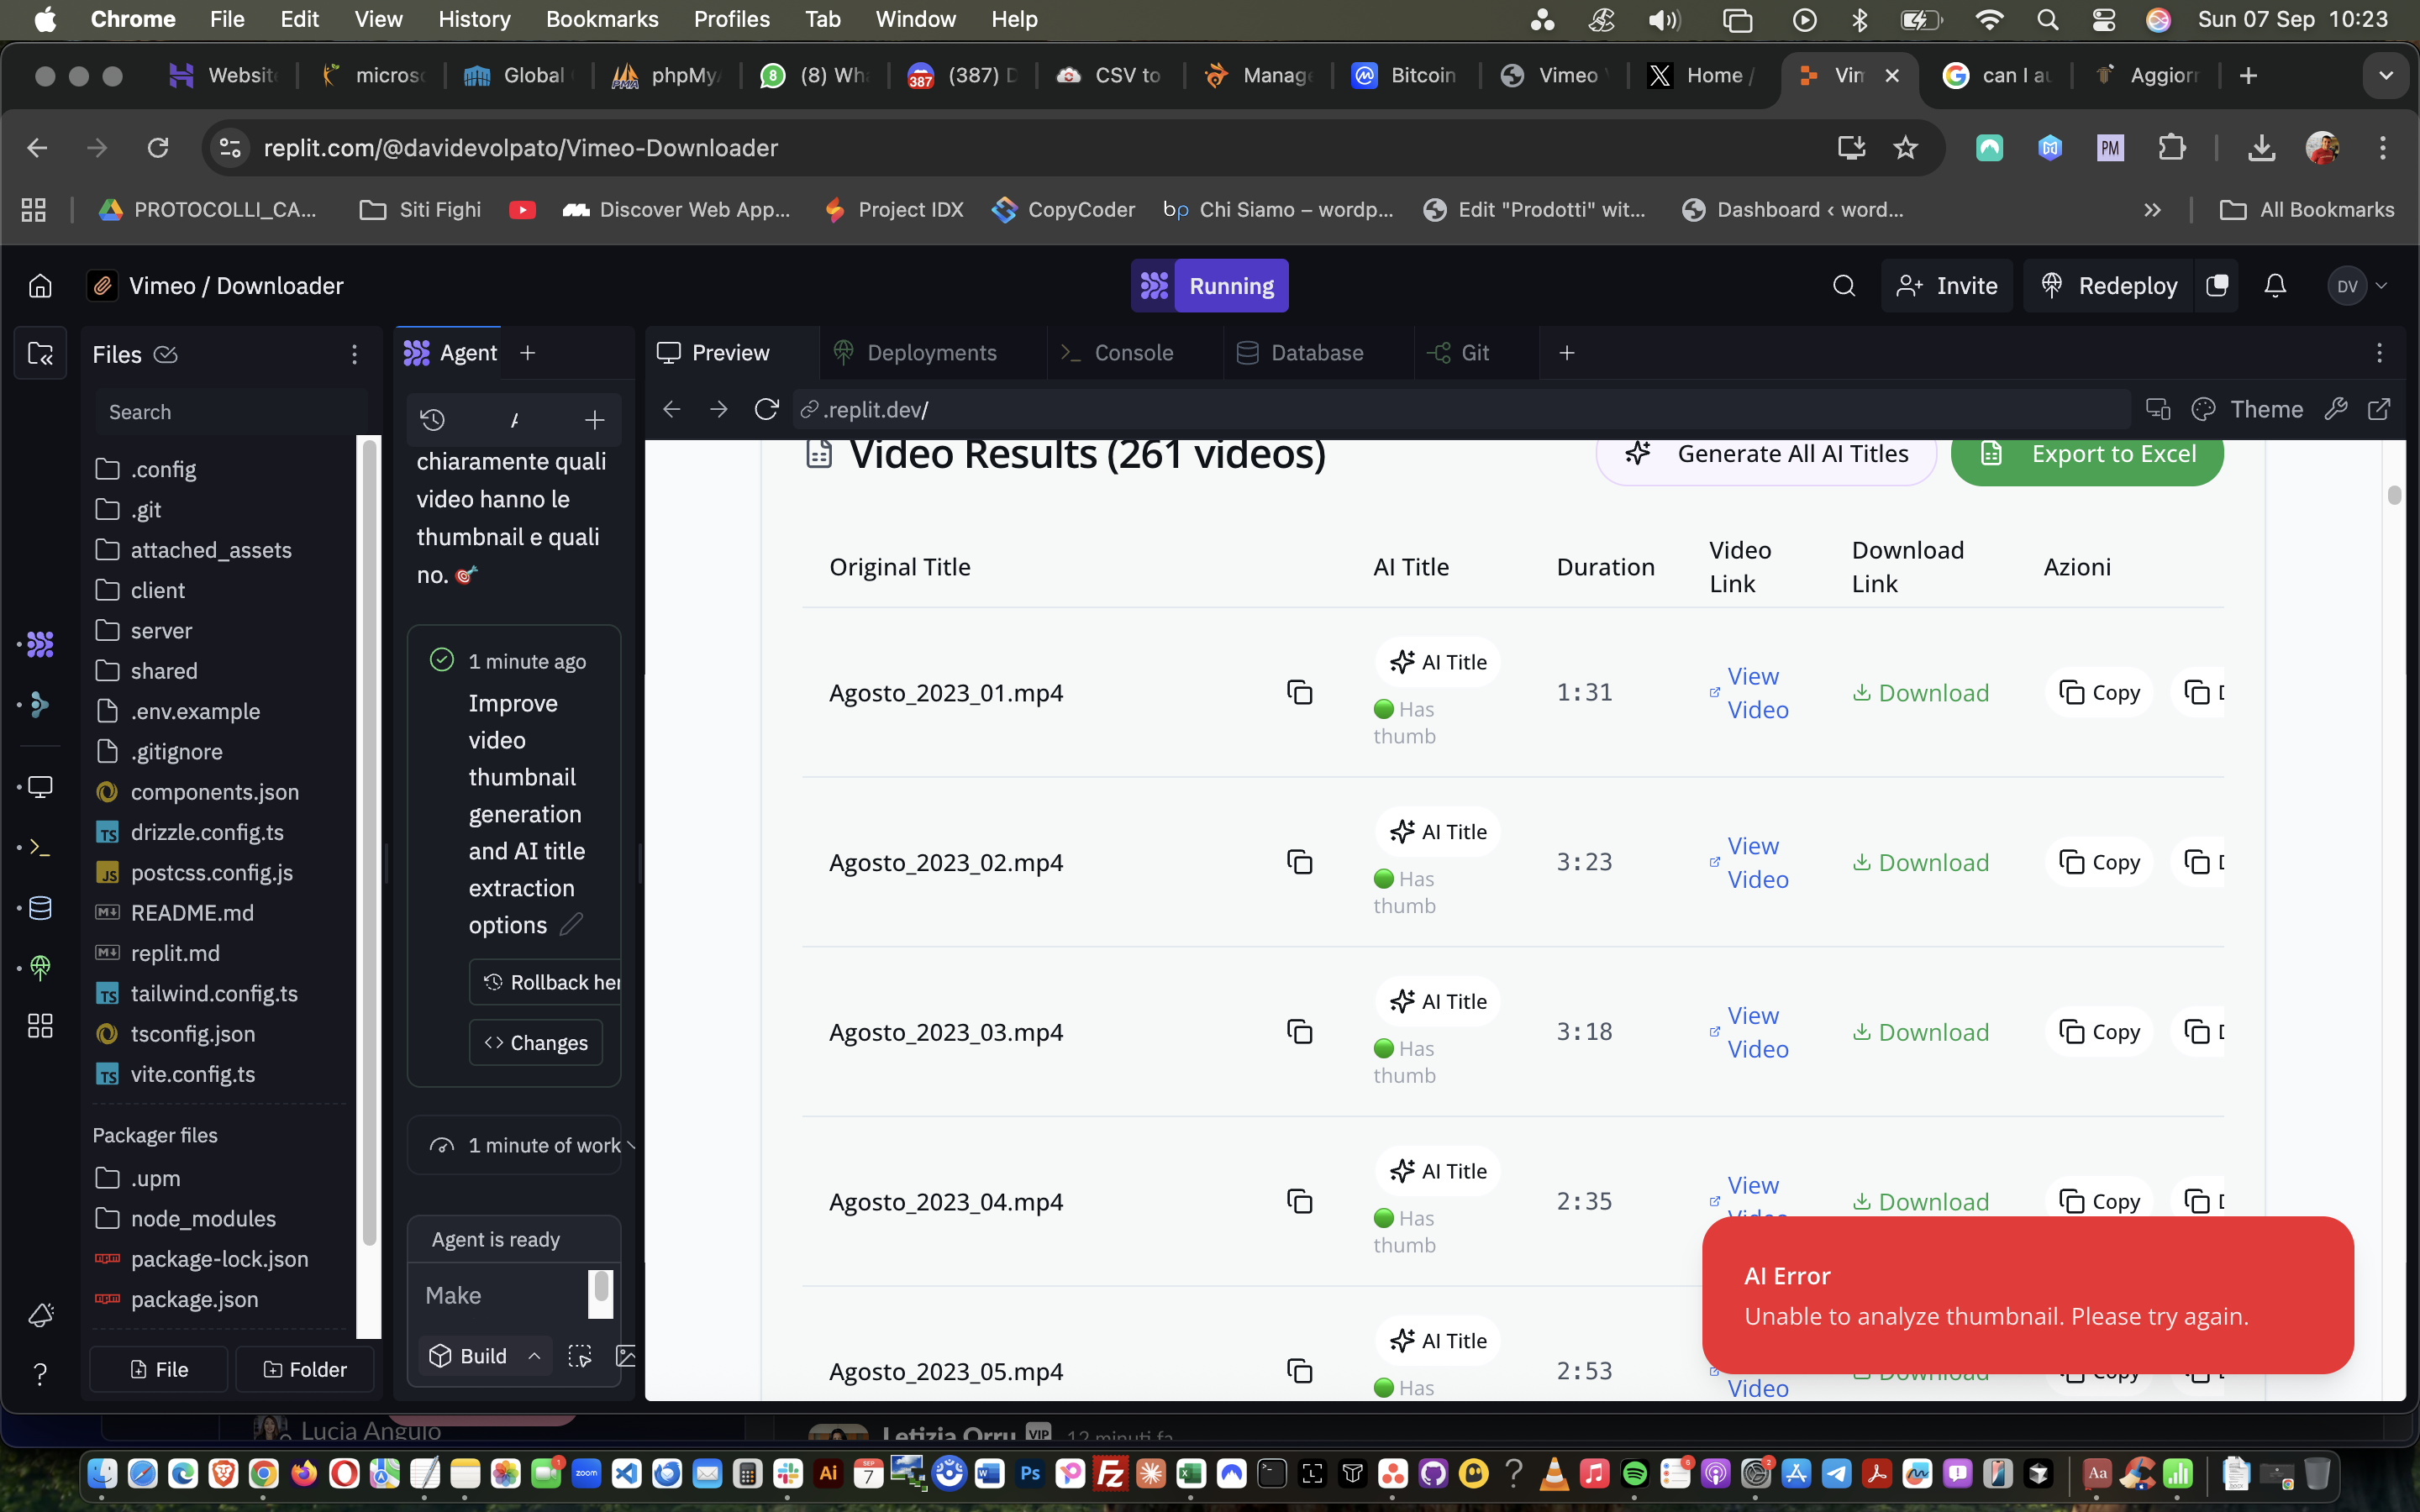 Chrome File Edit View History Bookmarks Profiles Tab Window Help Sun 07 Sep 10:23
Website microso Global phpMy (8) Wha (387) CSV to Manage Bitcoin Vimeo Home / Vim can I au Aggior
replit.com/@davidevolpato/Vimeo-Downloader
PROTOCOLLI_CA... Siti Fighi Discover Web App... Project IDX CopyCoder bp Chi Siamo – wordp... Edit "Prodotti" wit... Dashboard ‹ word... » All Bookmarks
Vimeo / Downloader Running Invite Redeploy DV
Files Agent Preview Deployments Console Database Git
Search
.replit.dev/ Theme
.config
.git
attached_assets
client
server
shared
.env.example
.gitignore
components.json
drizzle.config.ts
postcss.config.js
README.md
replit.md
tailwind.config.ts
tsconfig.json
vite.config.ts
Packager files
.upm
node_modules
package-lock.json
package.json
File Folder
chiaramente quali
video hanno le
thumbnail e quali
no. 🎯
1 minute ago
Improve
video
thumbnail
generation
and AI title
extraction
options
Rollback her
Changes
1 minute of work
Agent is ready
Make
Build
Video Results (261 videos) Generate All AI Titles Export to Excel
Original Title AI Title Duration Video Link Download Link Azioni
Agosto_2023_01.mp4 AI Title 1:31 View Video Download Copy
Has thumb
Agosto_2023_02.mp4 AI Title 3:23 View Video Download Copy
Has thumb
Agosto_2023_03.mp4 AI Title 3:18 View Video Download Copy
Has thumb
Agosto_2023_04.mp4 AI Title 2:35 View Video Download Copy
Has thumb
Agosto_2023_05.mp4 AI Title 2:53 Video Download Copy
Has
AI Error
Unable to analyze thumbnail. Please try again.
Lucia Angulo Letizia Orru VIP 12 minuti fa